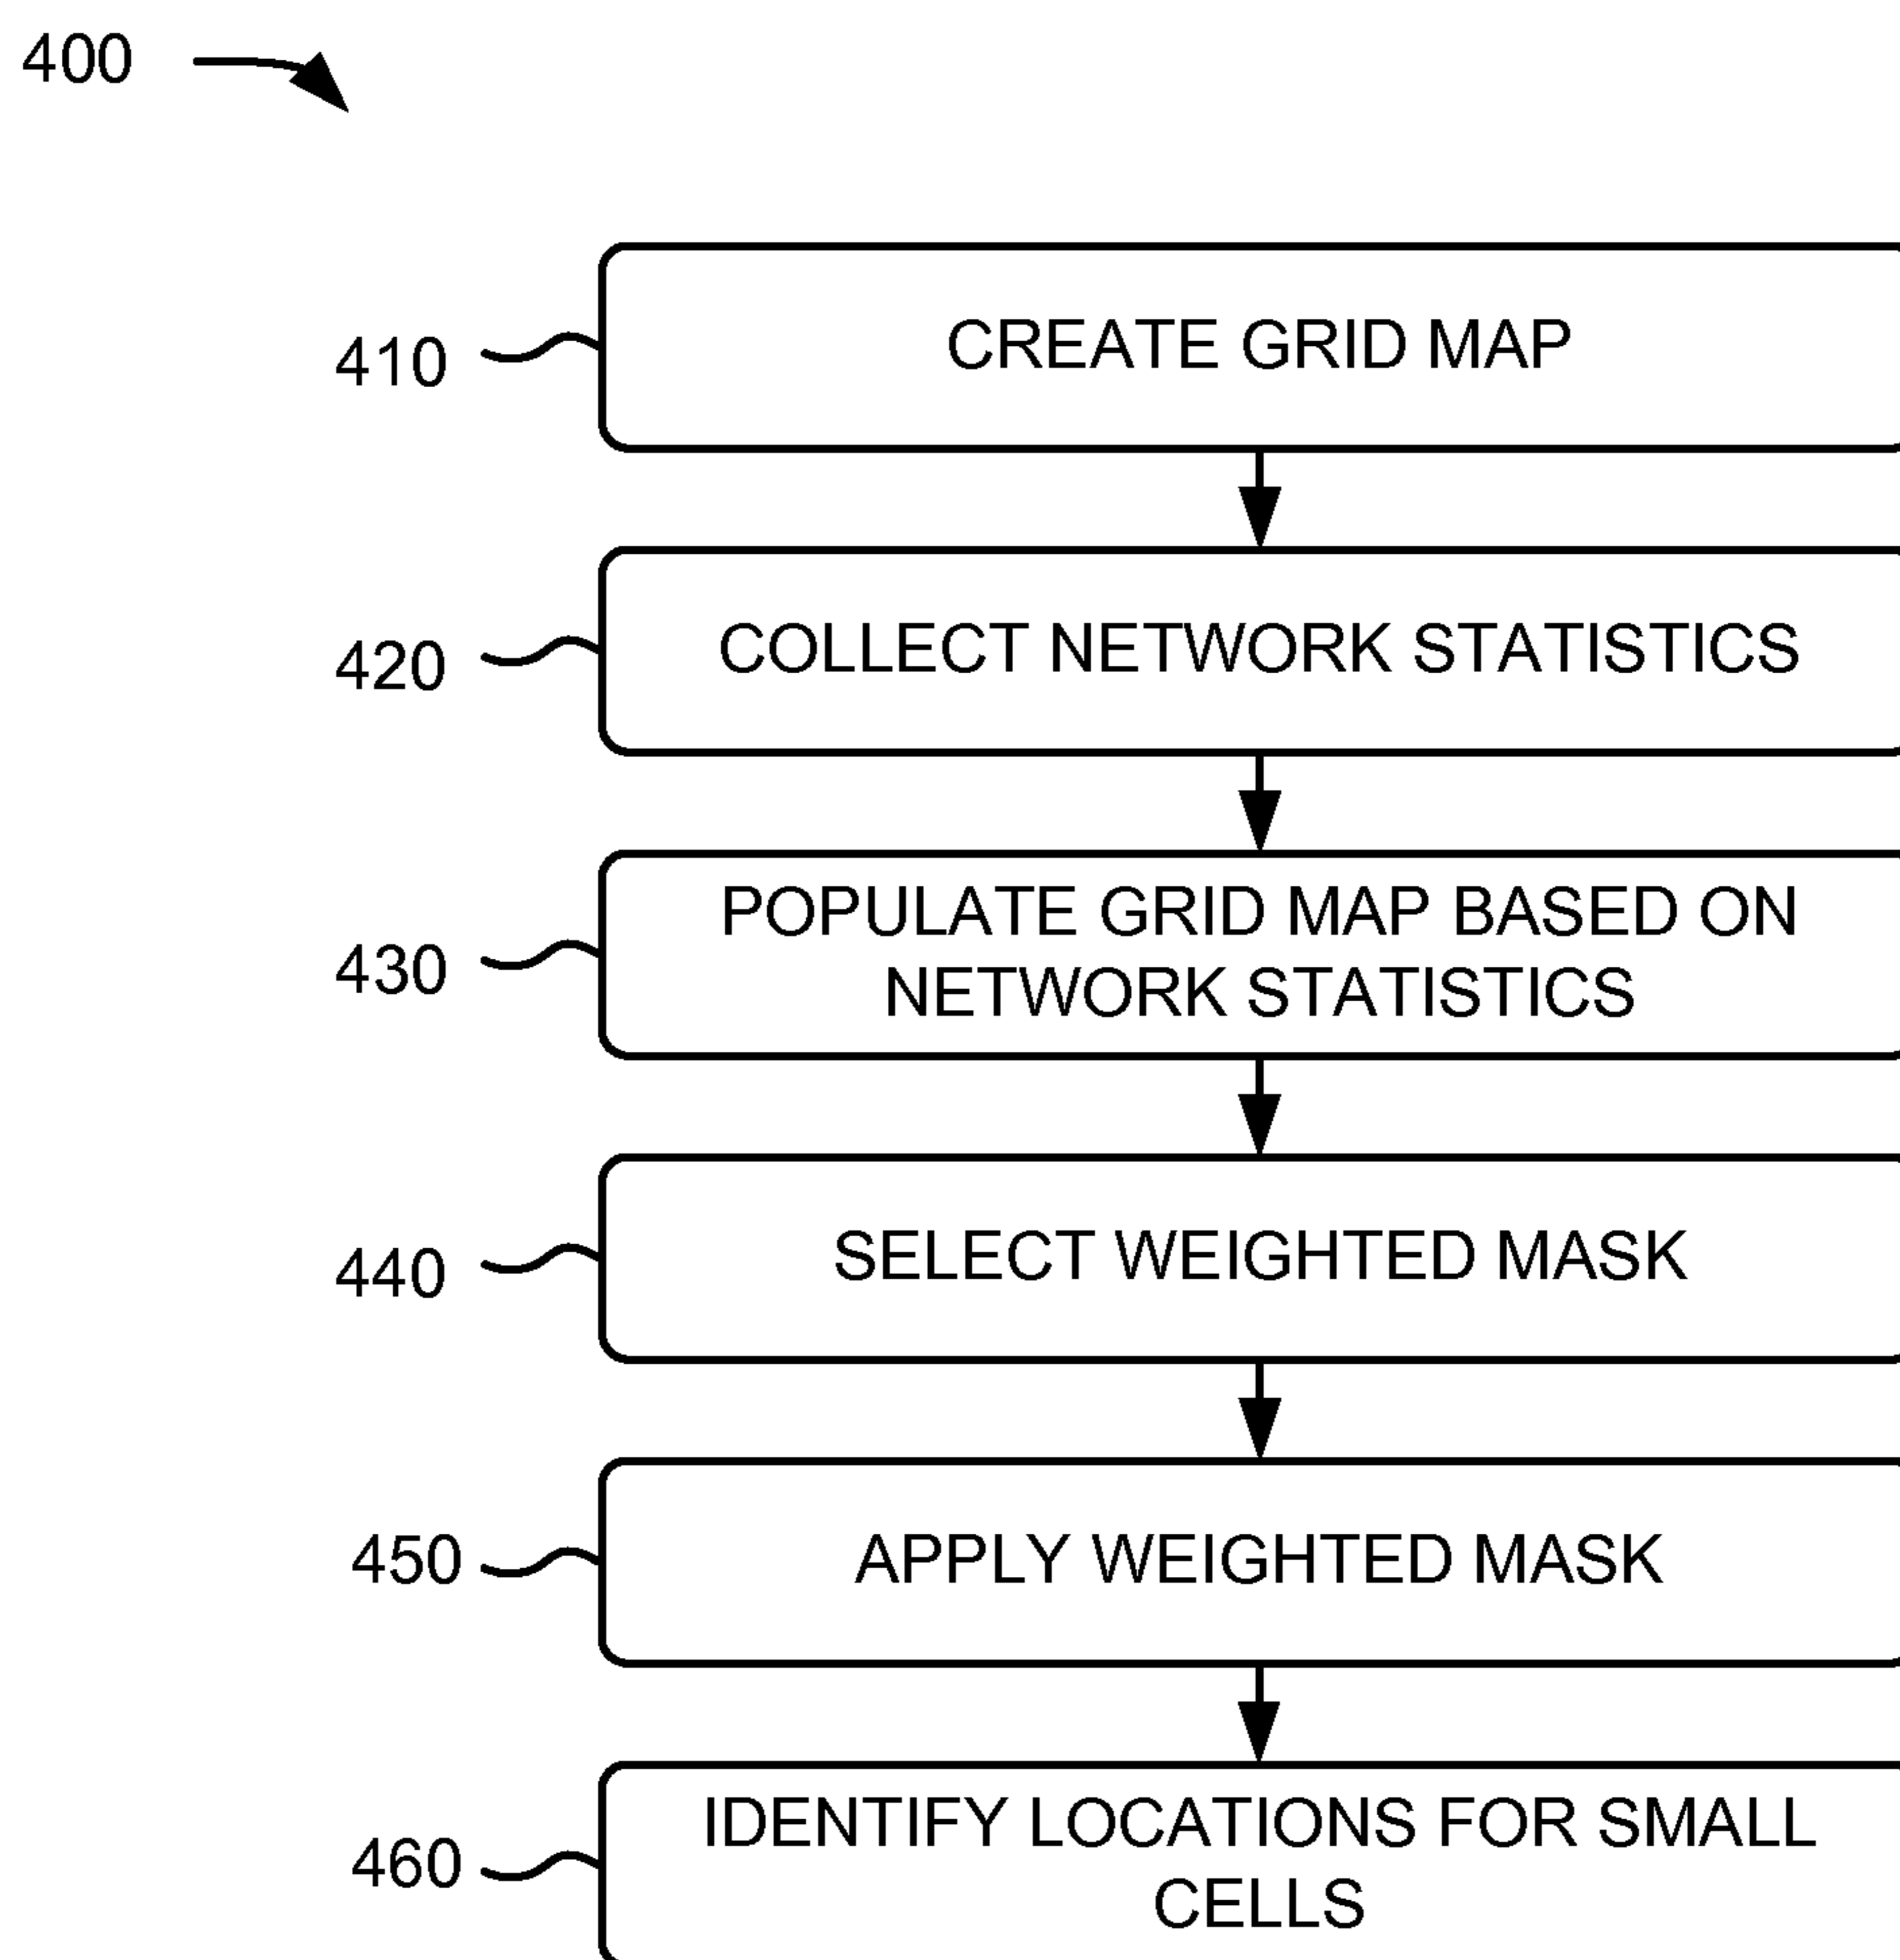 400
410
CREATE GRID MAP
420
COLLECT NETWORK STATISTICS
430
POPULATE GRID MAP BASED ON
NETWORK STATISTICS
440
SELECT WEIGHTED MASK
450
APPLY WEIGHTED MASK
460
IDENTIFY LOCATIONS FOR SMALL
CELLS